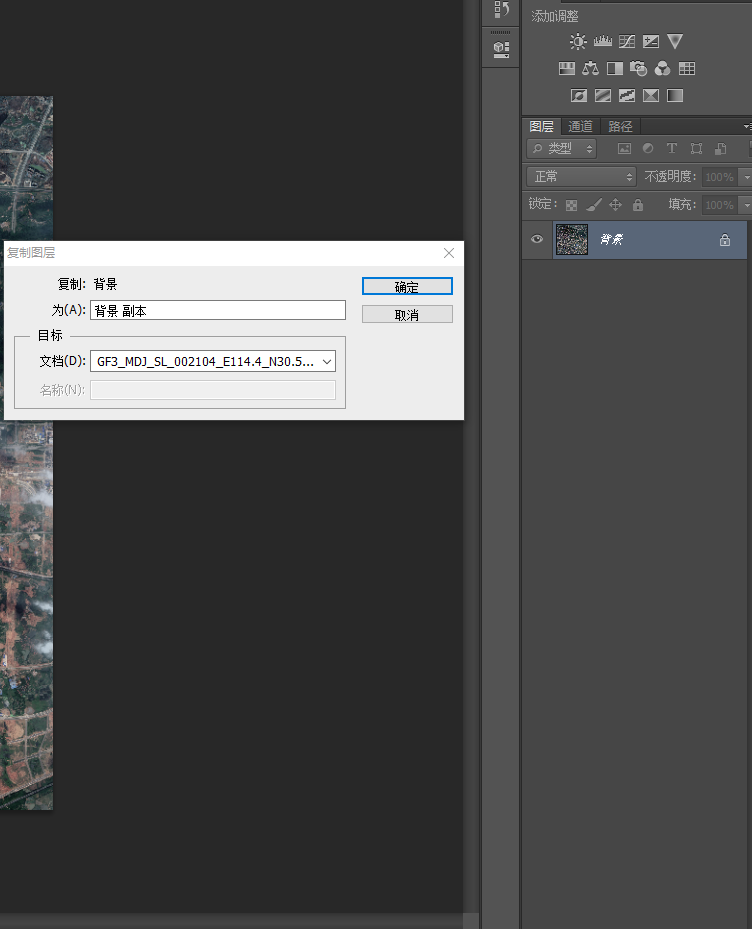 添加调整
图层 通道 路径
类型
正常 不透明度: 100%
锁定: 填充: 100%
背景
复制图层
复制: 背景
确定
为(A): 背景 副本
取消
目标
文档(D): GF3_MDJ_SL_002104_E114.4_N30.5...
名称(N):